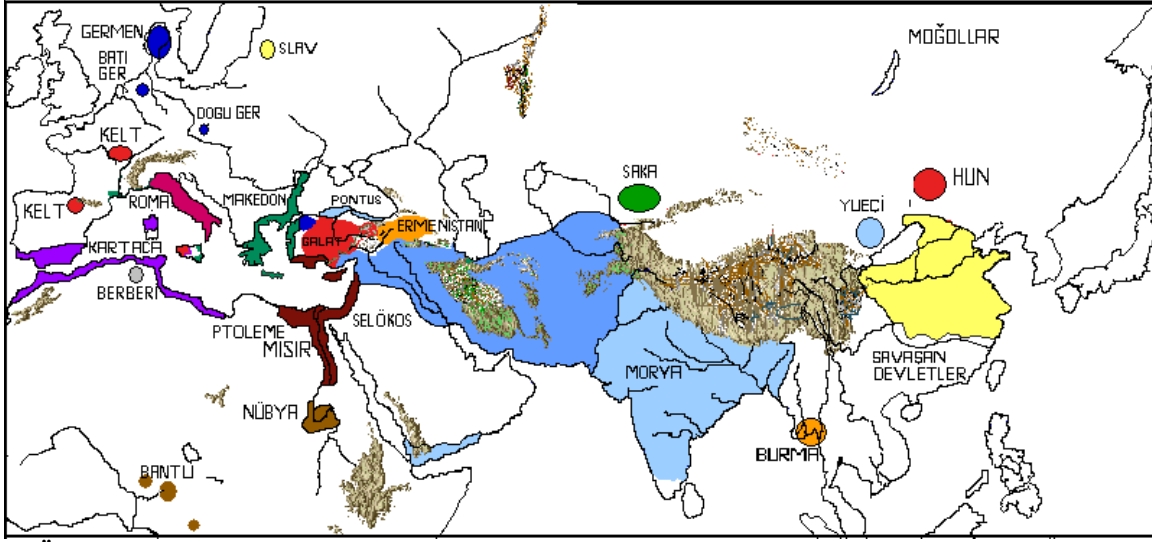 GERMEN
BATI
GER
SLAV
MOĞOLLAR
DOGU GER
KELT
SAKA
HUN
KELT
ROMA
MAKEDON
PONTUS
YUEÇİ
KARTACA
GALAT
ERMENİSTAN
BERBERİ
PTOLEME
MISIR
SELÖKOS
MORYA
SAVAŞAN
DEVLETLER
NÜBYA
BURMA
BANTU